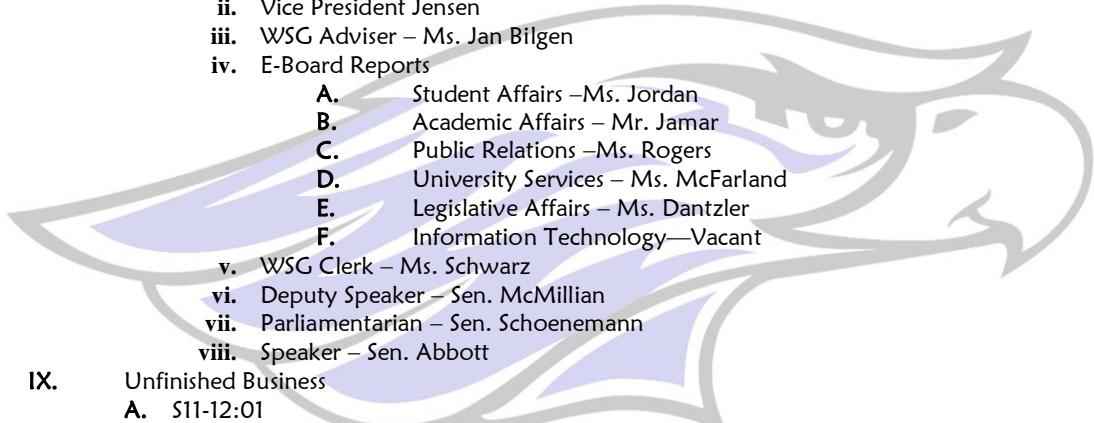 ii. Vice President Jensen
iii. WSG Adviser – Ms. Jan Bilgen
iv. E-Board Reports
A. Student Affairs –Ms. Jordan
B. Academic Affairs – Mr. Jamar
C. Public Relations –Ms. Rogers
D. University Services – Ms. McFarland
E. Legislative Affairs – Ms. Dantzler
F. Information Technology—Vacant
v. WSG Clerk – Ms. Schwarz
vi. Deputy Speaker – Sen. McMillian
vii. Parliamentarian – Sen. Schoenemann
viii. Speaker – Sen. Abbott
IX. Unfinished Business
A. S11-12:01